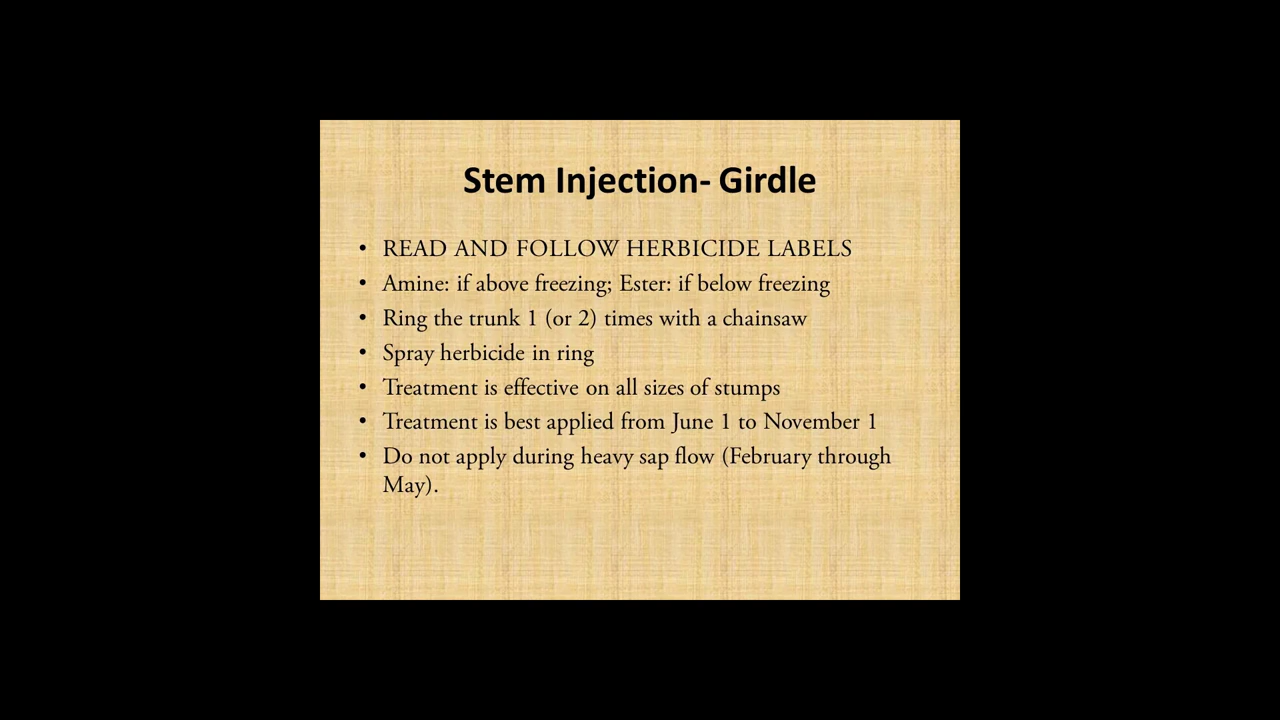 Stem Injection- Girdle
• READ AND FOLLOW HERBICIDE LABELS
• Amine: if above freezing; Ester: if below freezing
• Ring the trunk 1 (or 2) times with a chainsaw
• Spray herbicide in ring
• Treatment is effective on all sizes of stumps
• Treatment is best applied from June 1 to November 1
• Do not apply during heavy sap flow (February through
May).